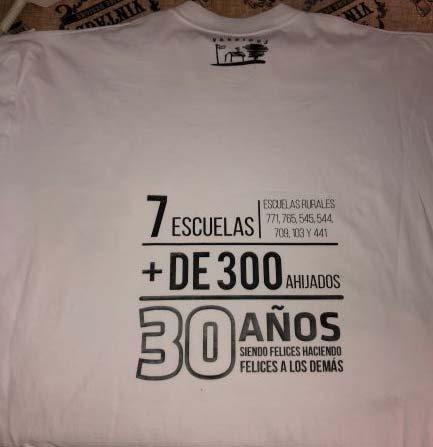 7 ESCUELAS
ESCUELAS RURALES
771, 765, 545, 544,
709, 103 Y 441
+ DE 300 AHIJADOS
30 AÑOS
SIENDO FELICES HACIENDO
FELICES A LOS DEMÁS
VINTAGE